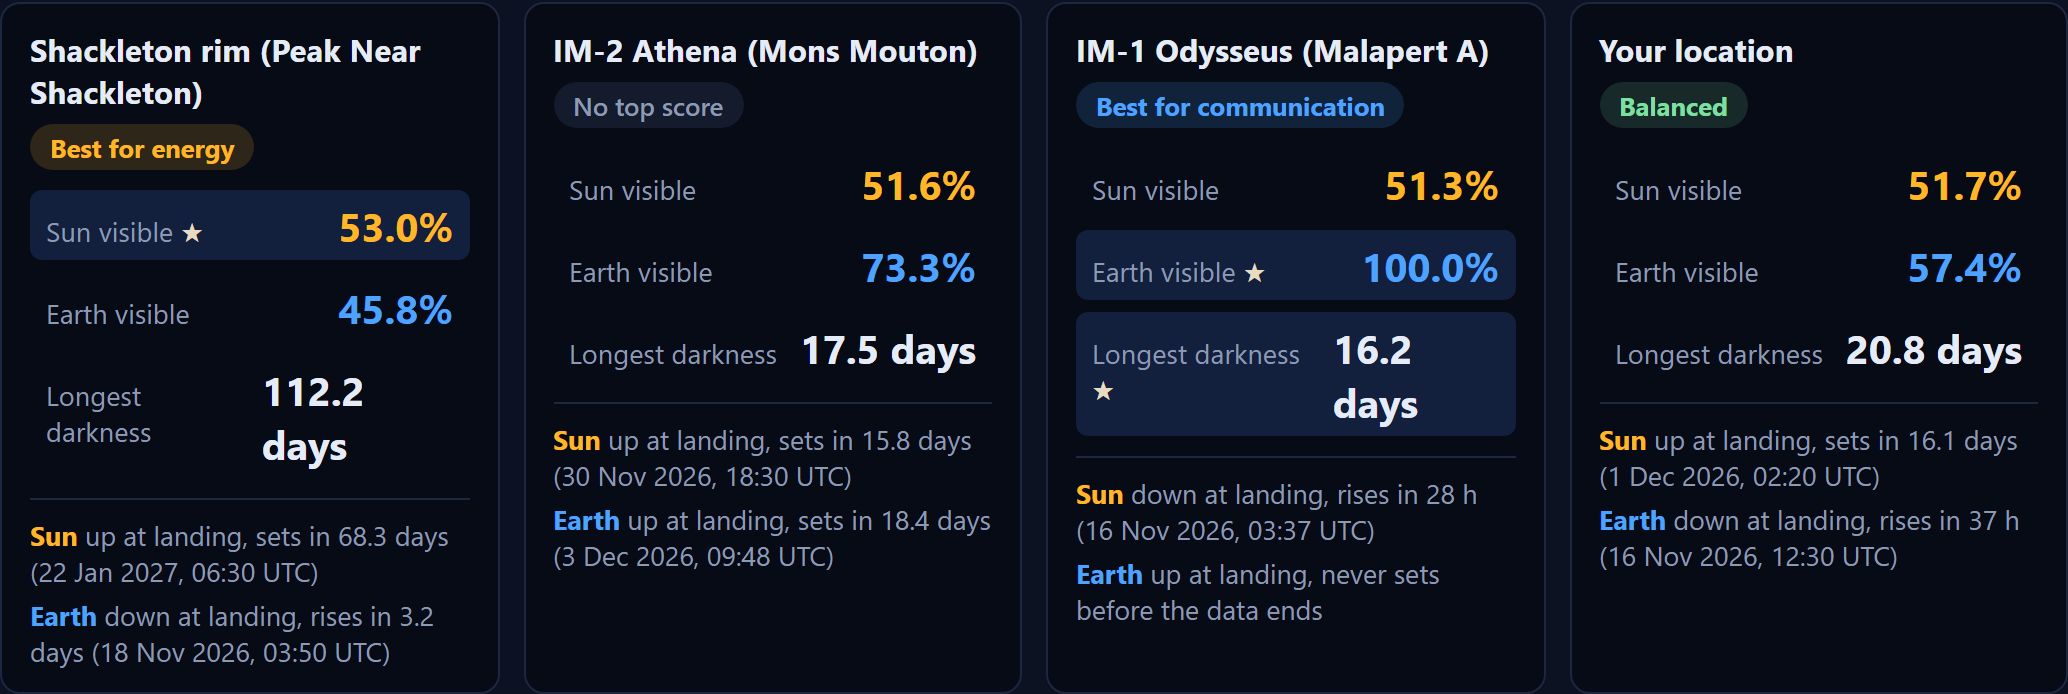 Shackleton rim (Peak Near
Shackleton)
Best for energy
Sun visible ★ 53.0%
Earth visible 45.8%
Longest
darkness
112.2
days
Sun up at landing, sets in 68.3 days
(22 Jan 2027, 06:30 UTC)
Earth down at landing, rises in 3.2
days (18 Nov 2026, 03:50 UTC)
IM-2 Athena (Mons Mouton)
No top score
Sun visible 51.6%
Earth visible 73.3%
Longest darkness 17.5 days
Sun up at landing, sets in 15.8 days
(30 Nov 2026, 18:30 UTC)
Earth up at landing, sets in 18.4 days
(3 Dec 2026, 09:48 UTC)
IM-1 Odysseus (Malapert A)
Best for communication
Sun visible 51.3%
Earth visible ★ 100.0%
Longest darkness
★
16.2
days
Sun down at landing, rises in 28 h
(16 Nov 2026, 03:37 UTC)
Earth up at landing, never sets
before the data ends
Your location
Balanced
Sun visible 51.7%
Earth visible 57.4%
Longest darkness 20.8 days
Sun up at landing, sets in 16.1 days
(1 Dec 2026, 02:20 UTC)
Earth down at landing, rises in 37 h
(16 Nov 2026, 12:30 UTC)